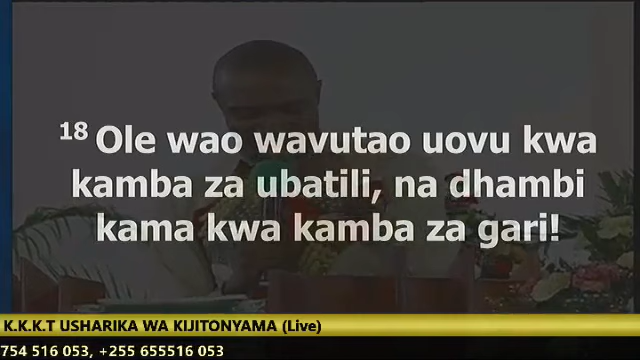 18 Ole wao wavutao uovu kwa
kamba za ubatili, na dhambi
kama kwa kamba za gari!
K.K.K.T USHARIKA WA KIJITONYAMA (Live)
754 516 053, +255 655516 053